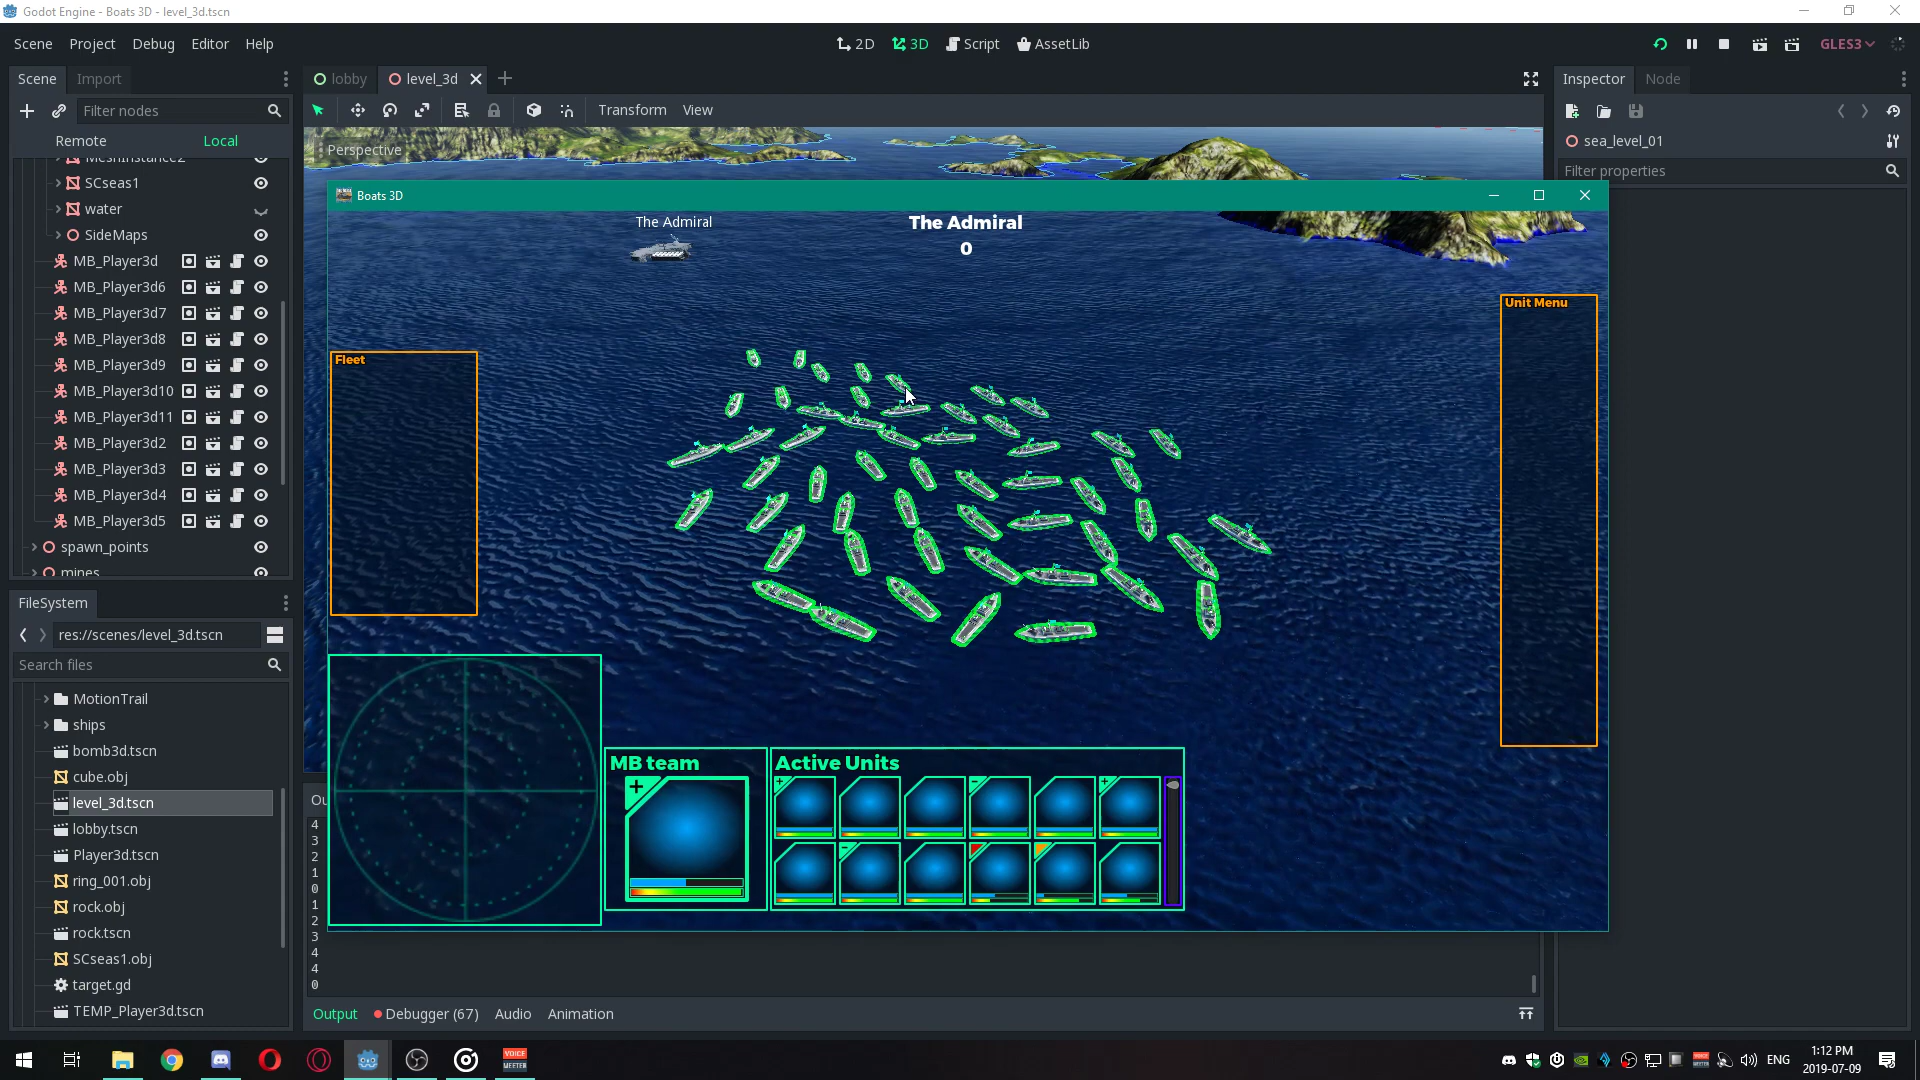 Godot Engine - Boats 3D - level_3d.tscn
Scene Project Debug Editor Help
2D 3D Script AssetLib
GLES3
Scene Import
lobby level_3d
Inspector Node
Filter nodes
Transform View
Remote Local
Perspective
sea_level_01
Filter properties
MeshInstance2
SCseas1
water
SideMaps
MB_Player3d
MB_Player3d6
MB_Player3d7
MB_Player3d8
MB_Player3d9
MB_Player3d10
MB_Player3d11
MB_Player3d2
MB_Player3d3
MB_Player3d4
MB_Player3d5
spawn_points
mines
Boats 3D
The Admiral
The Admiral
0
Unit Menu
Fleet
MB team
Active Units
FileSystem
res://scenes/level_3d.tscn
Search files
MotionTrail
ships
bomb3d.tscn
cube.obj
level_3d.tscn
lobby.tscn
Player3d.tscn
ring_001.obj
rock.obj
rock.tscn
SCseas1.obj
target.gd
TEMP_Player3d.tscn
Ou
4
3
2
1
0
1
2
3
4
4
0
Output Debugger (67) Audio Animation
VOICE
MEETER
ENG
1:12 PM
2019-07-09